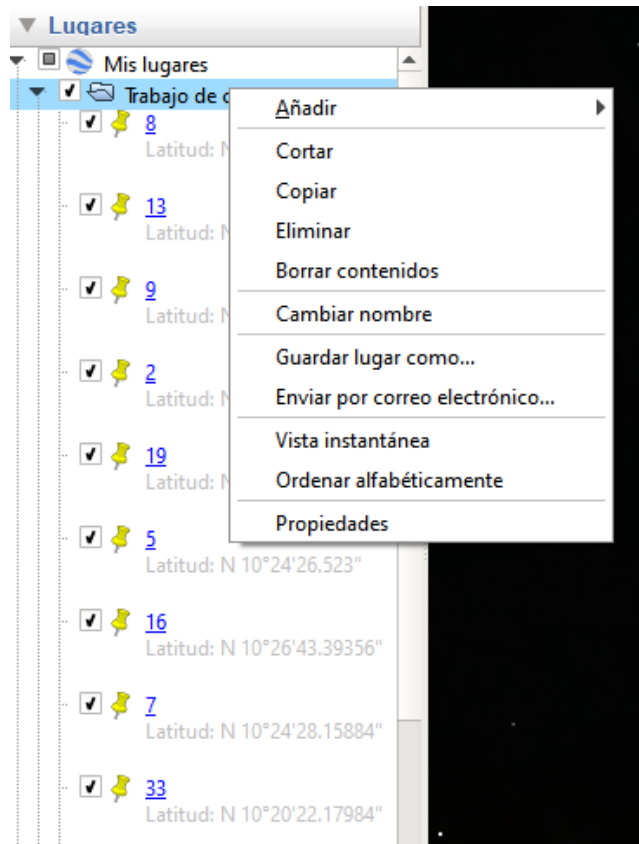 Lugares
Mis lugares
Trabajo de
Añadir
8
Latitud:
Cortar
Copiar
13
Latitud:
Eliminar
Borrar contenidos
9
Latitud:
Cambiar nombre
Guardar lugar como...
2
Latitud:
Enviar por correo electrónico...
Vista instantánea
19
Latitud:
Ordenar alfabéticamente
Propiedades
5
Latitud: N 10°24'26.523"
16
Latitud: N 10°26'43.39356"
7
Latitud: N 10°24'28.15884"
33
Latitud: N 10°20'22.17984"